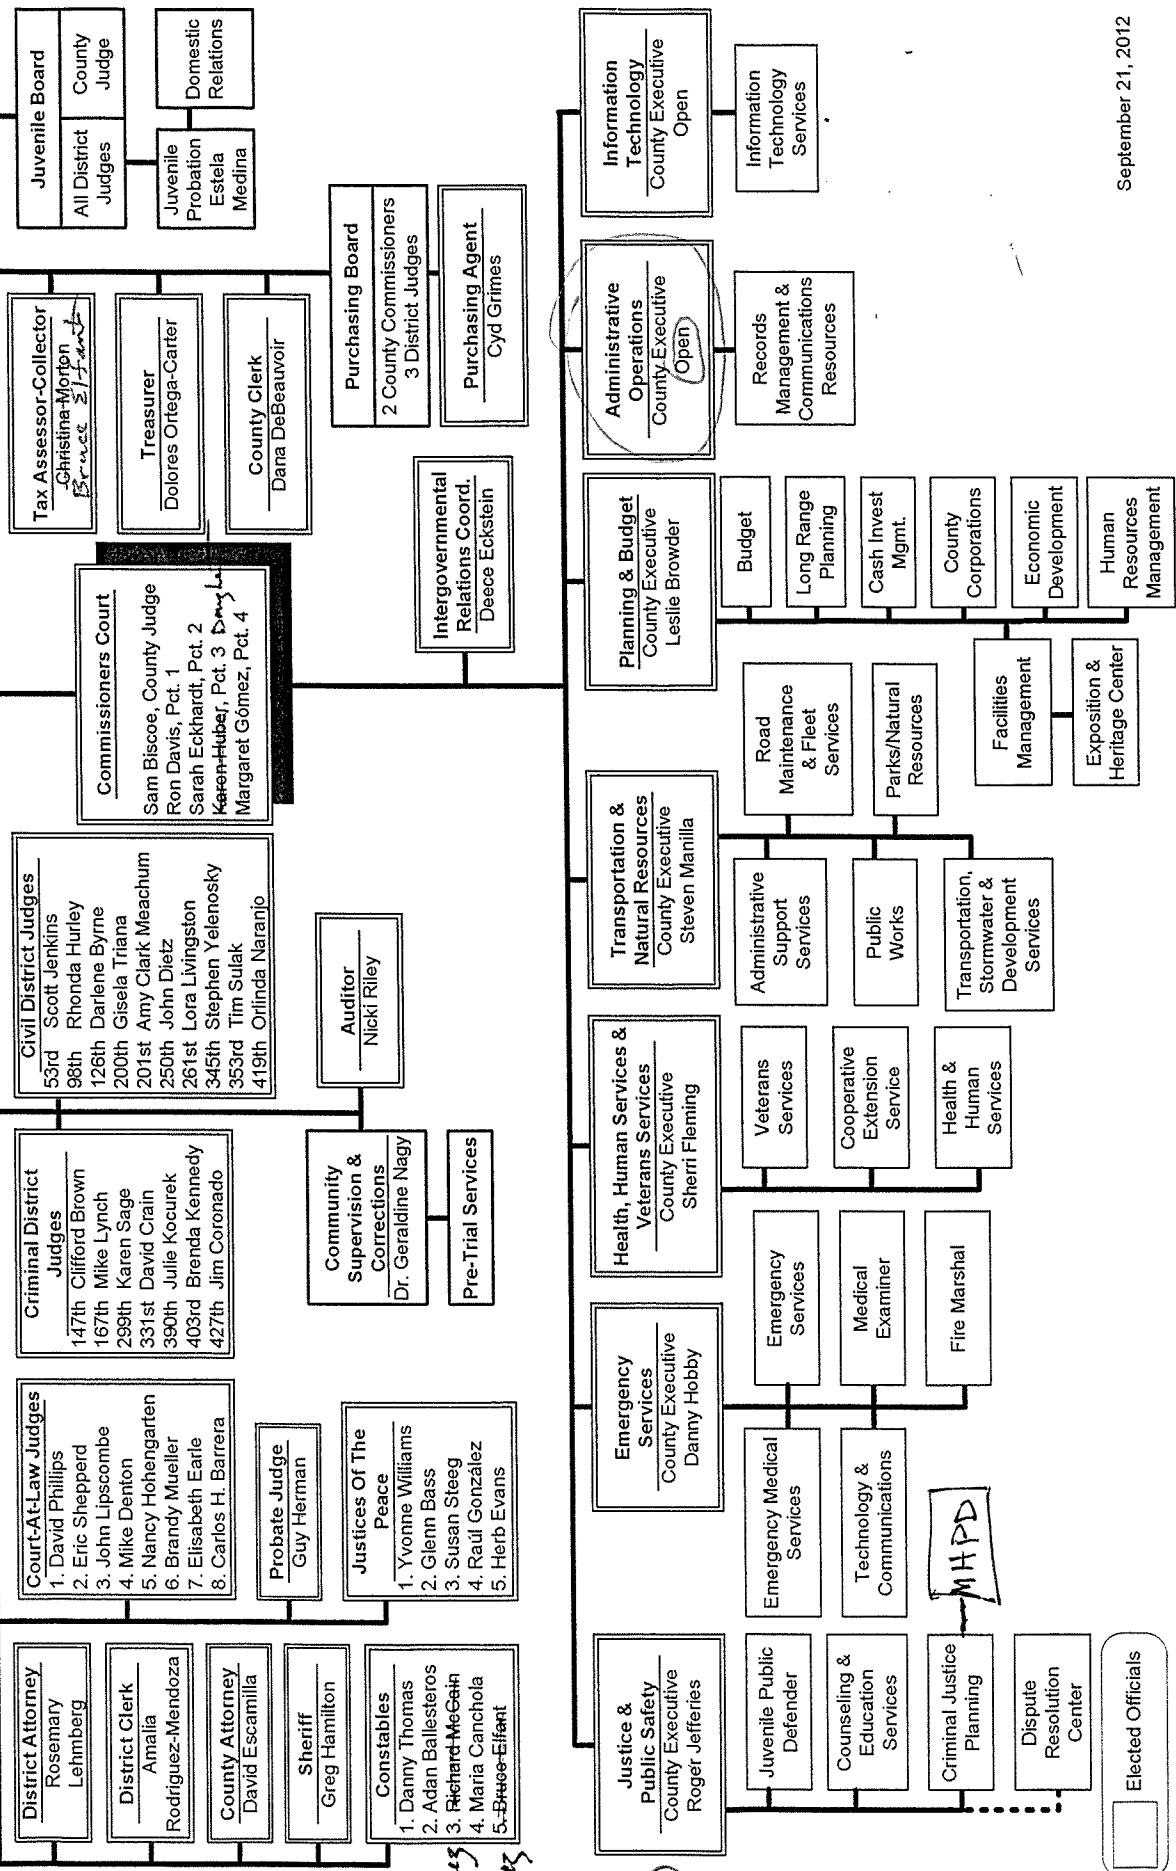 District Attorney
Rosemary
Lehmberg
District Clerk
Amalia
Rodriguez-Mendoza
County Attorney
David Escamilla
Sheriff
Greg Hamilton
Constables
1. Danny Thomas
2. Adan Ballesteros
3. Richard McCain
4. Maria Canchola
5. Bruce Elfant
Court-At-Law Judges
1. David Phillips
2. Eric Shepperd
3. John Lipscombe
4. Mike Denton
5. Nancy Hohengarten
6. Brandy Mueller
7. Elisabeth Earle
8. Carlos H. Barrera
Probate Judge
Guy Herman
Justices Of The
Peace
1. Yvonne Williams
2. Glenn Bass
3. Susan Steeg
4. Raul González
5. Herb Evans
Criminal District
Judges
147th Clifford Brown
167th Mike Lynch
299th Karen Sage
331st David Crain
390th Julie Kocurek
403rd Brenda Kennedy
427th Jim Coronado
Civil District Judges
53rd Scott Jenkins
98th Rhonda Hurley
126th Darlene Byrne
200th Gisela Triana
201st Amy Clark Meachum
250th John Dietz
261st Lora Livingston
345th Stephen Yelenosky
353rd Tim Sulak
419th Orlinda Naranjo
Community
Supervision &
Corrections
Dr. Geraldine Nagy
Pre-Trial Services
Auditor
Nicki Riley
Commissioners Court
Sam Biscoe, County Judge
Ron Davis, Pct. 1
Sarah Eckhardt, Pct. 2
Karen Huber, Pct. 3
Margaret Gómez, Pct. 4
Tax Assessor-Collector
Christina Morton
Bruce Elfant
Treasurer
Dolores Ortega-Carter
County Clerk
Dana DeBeauvoir
Juvenile Board
All District
Judges
County
Judge
Juvenile
Probation
Estela
Medina
Domestic
Relations
Purchasing Board
2 County Commissioners
3 District Judges
Purchasing Agent
Cyd Grimes
Intergovernmental
Relations Coord.
Deece Eckstein
Justice &
Public Safety
County Executive
Roger Jefferies
Juvenile Public
Defender
Counseling &
Education
Services
Criminal Justice
Planning
MHPD
Dispute
Resolution
Center
Emergency
Services
County Executive
Danny Hobby
Emergency Medical
Services
Technology &
Communications
Emergency
Services
Medical
Examiner
Fire Marshal
Health, Human Services &
Veterans Services
County Executive
Sherri Fleming
Veterans
Services
Cooperative
Extension
Service
Health &
Human
Services
Transportation &
Natural Resources
County Executive
Steven Manilla
Administrative
Support
Services
Public
Works
Transportation,
Stormwater &
Development
Services
Road
Maintenance
& Fleet
Services
Parks/Natural
Resources
Planning & Budget
County Executive
Leslie Browder
Budget
Long Range
Planning
Cash Invest
Mgmt.
County
Corporations
Economic
Development
Human
Resources
Management
Facilities
Management
Exposition &
Heritage Center
Administrative
Operations
County Executive
Open
Records
Management &
Communications
Resources
Information
Technology
County Executive
Open
Information
Technology
Services
Elected Officials
September 21, 2012